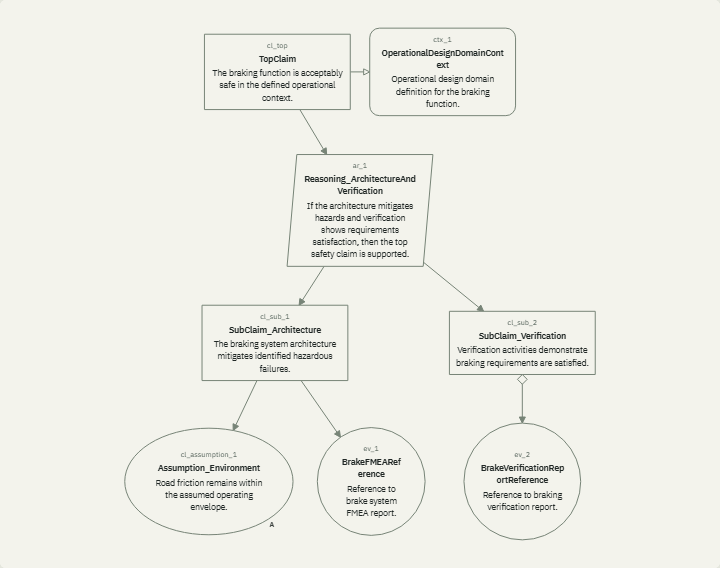 cl_top
TopClaim
The braking function is acceptably
safe in the defined operational
context.
ctx_1
OperationalDesignDomainCont
ext
Operational design domain
definition for the braking
function.
ar_1
Reasoning_ArchitectureAnd
Verification
If the architecture mitigates
hazards and verification
shows requirements
satisfaction, then the top
safety claim is supported.
cl_sub_1
SubClaim_Architecture
The braking system architecture
mitigates identified hazardous
failures.
cl_sub_2
SubClaim_Verification
Verification activities demonstrate
braking requirements are satisfied.
cl_assumption_1
Assumption_Environment
Road friction remains within
the assumed operating
envelope.
A
ev_1
BrakeFMEARef
erence
Reference to
brake system
FMEA report.
ev_2
BrakeVerificationRep
ortReference
Reference to braking
verification report.